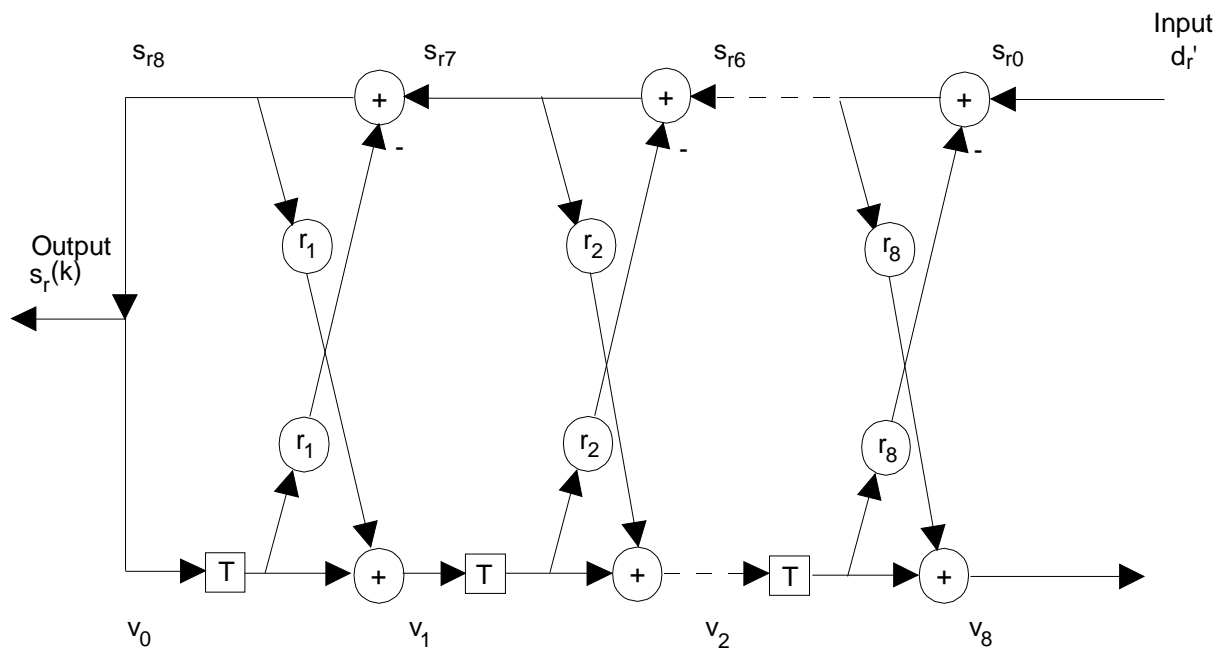 Input
d_r'
s_r8
s_r7
s_r6
s_r0
+
+
+
-
-
-
r_1
r_2
r_8
Output
s_r(k)
r_1
r_2
r_8
T
+
T
+
T
+
v_0
v_1
v_2
v_8